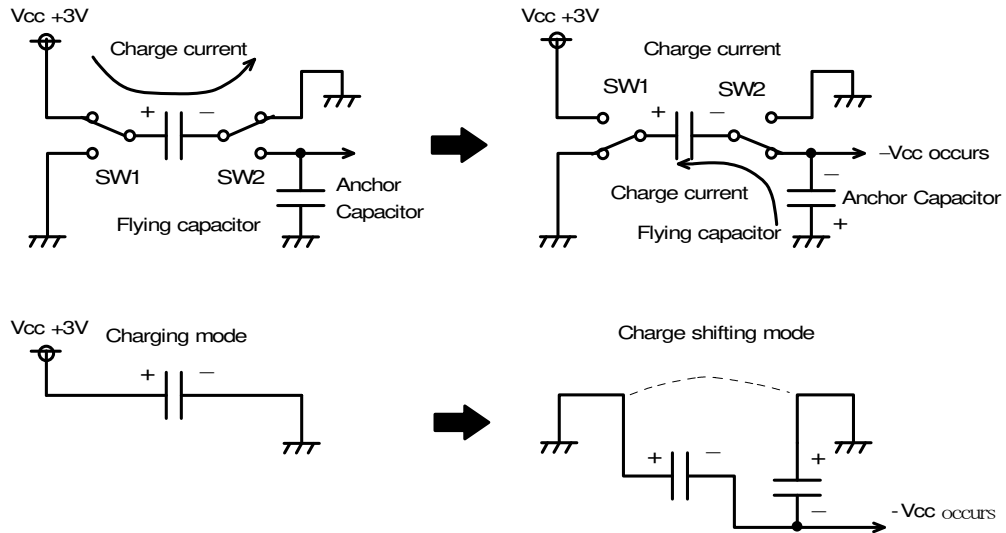 Vcc +3V
Charge current
+ −
SW1
SW2
Flying capacitor
Anchor
Capacitor
Vcc +3V
Charge current
SW1
SW2
+ −
−Vcc occurs
−
Charge current
Anchor Capacitor
+
Flying capacitor
Vcc +3V
Charging mode
+ −
Charge shifting mode
+ −
+
−
-Vcc occurs